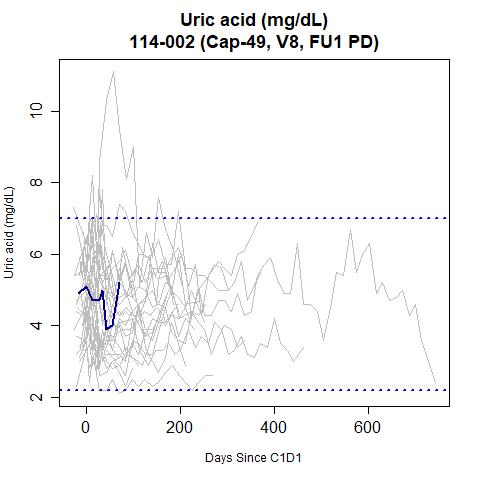 Uric acid (mg/dL)
114-002 (Cap-49, V8, FU1 PD)
Uric acid (mg/dL)
10
8
6
4
2
0
200
400
600
Days Since C1D1